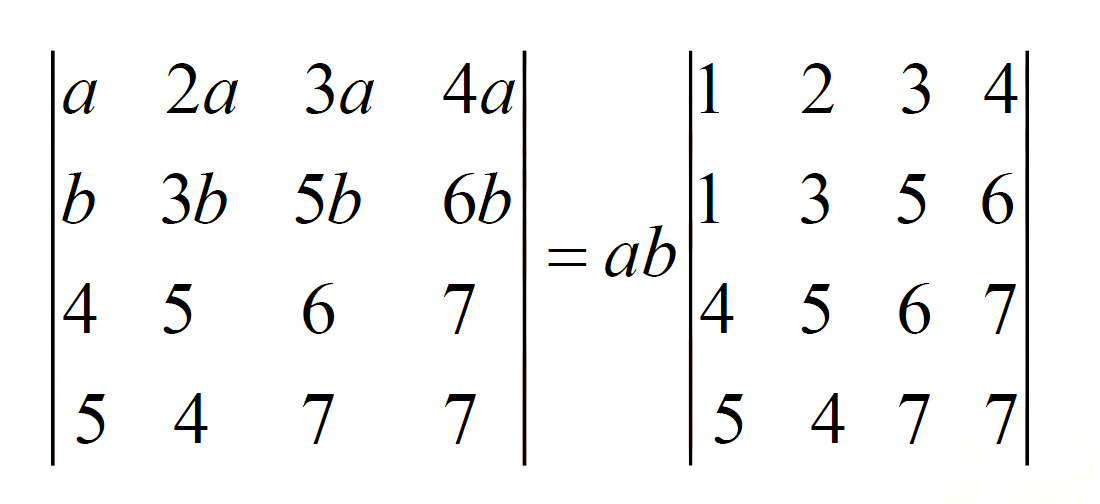 | a 2a 3a 4a | | 1 2 3 4 |
| b 3b 5b 6b | = ab | 1 3 5 6 |
| 4 5 6 7 | | 4 5 6 7 |
| 5 4 7 7 | | 5 4 7 7 |